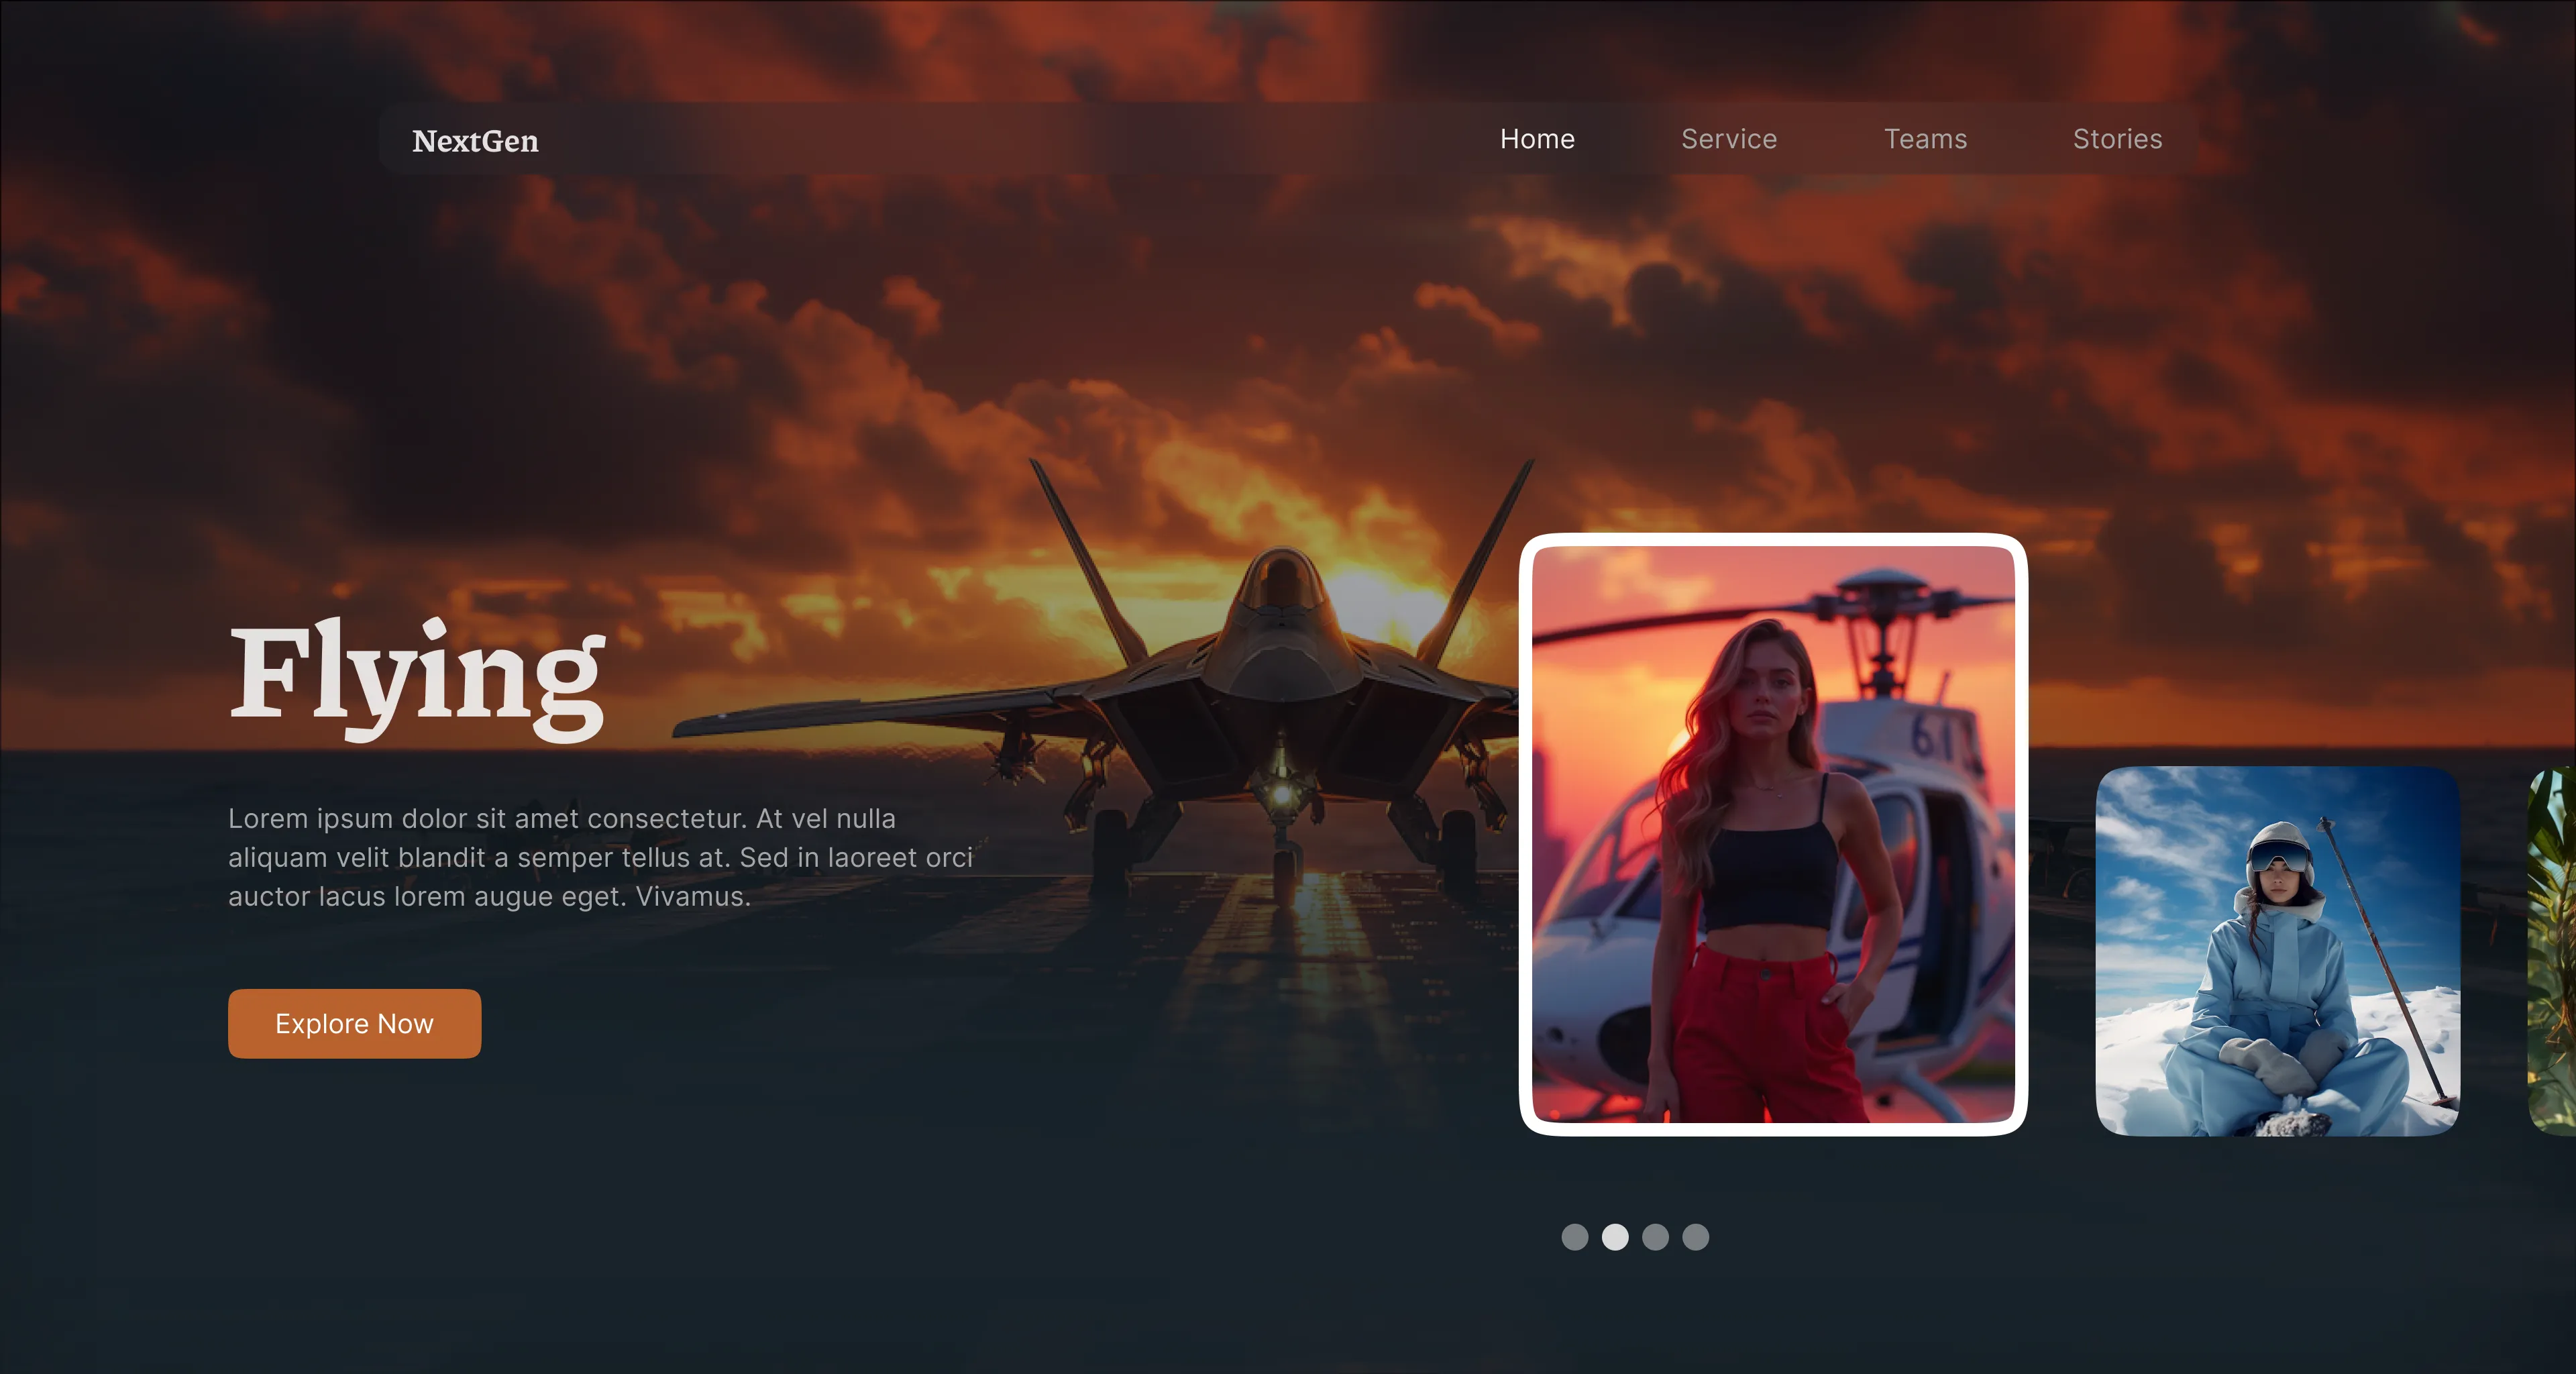 NextGen
Home
Service
Teams
Stories
Flying
Lorem ipsum dolor sit amet consectetur. At vel nulla
aliquam velit blandit a semper tellus at. Sed in laoreet orci
auctor lacus lorem augue eget. Vivamus.
Explore Now
61